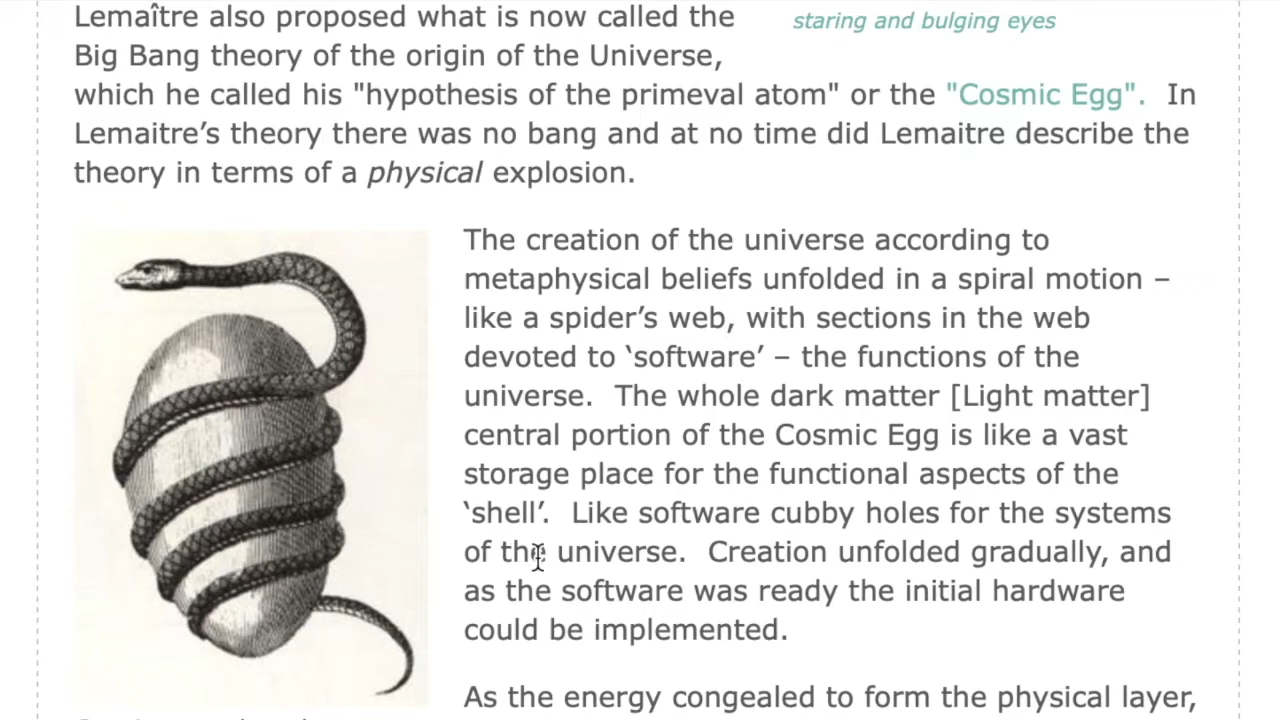 Lemaître also proposed what is now called the
staring and bulging eyes
Big Bang theory of the origin of the Universe,
which he called his "hypothesis of the primeval atom" or the "Cosmic Egg". In
Lemaitre’s theory there was no bang and at no time did Lemaitre describe the
theory in terms of a physical explosion.
The creation of the universe according to
metaphysical beliefs unfolded in a spiral motion –
like a spider’s web, with sections in the web
devoted to ‘software’ – the functions of the
universe. The whole dark matter [Light matter]
central portion of the Cosmic Egg is like a vast
storage place for the functional aspects of the
‘shell’. Like software cubby holes for the systems
of the universe. Creation unfolded gradually, and
as the software was ready the initial hardware
could be implemented.
As the energy congealed to form the physical layer,